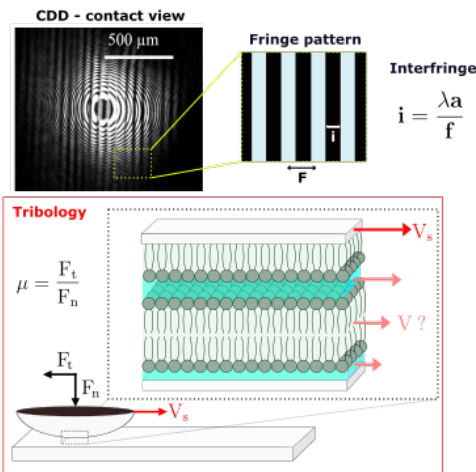 CDD - contact view
500 µm
Fringe pattern
i
F
Interfringe
i = λa/f
Tribology
μ = Ft/Fn
Vs
V ?
Ft
Fn
Vs